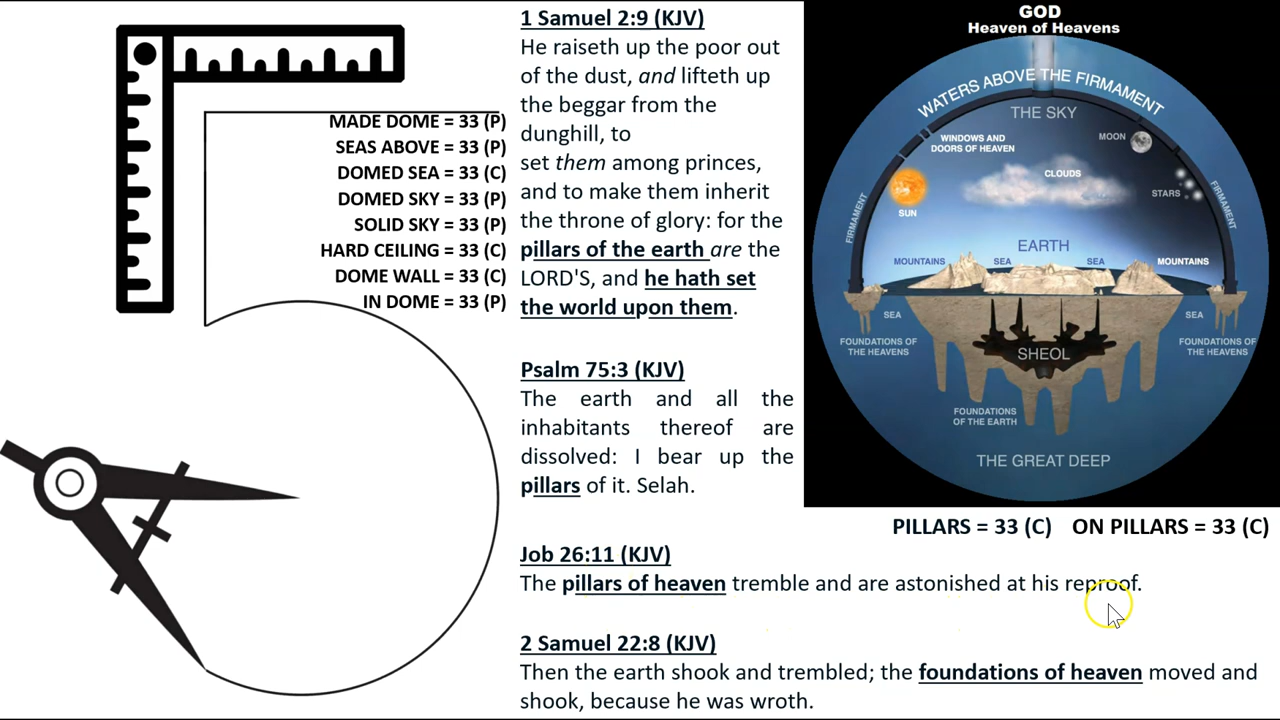 MADE DOME = 33 (P)
SEAS ABOVE = 33 (P)
DOMED SEA = 33 (C)
DOMED SKY = 33 (P)
SOLID SKY = 33 (P)
HARD CEILING = 33 (C)
DOME WALL = 33 (C)
IN DOME = 33 (P)
1 Samuel 2:9 (KJV)
He raiseth up the poor out
of the dust, and lifteth up
the beggar from the
dunghill, to
set them among princes,
and to make them inherit
the throne of glory: for the
pillars of the earth are the
LORD'S, and he hath set
the world upon them.
Psalm 75:3 (KJV)
The earth and all the
inhabitants thereof are
dissolved: I bear up the
pillars of it. Selah.
GOD
Heaven of Heavens
WATERS ABOVE THE FIRMAMENT
THE SKY
WINDOWS AND
DOORS OF HEAVEN
MOON
CLOUDS
STARS
SUN
FIRMAMENT
FIRMAMENT
EARTH
MOUNTAINS
SEA
SEA
MOUNTAINS
SEA
SEA
FOUNDATIONS OF
THE HEAVENS
SHEOL
FOUNDATIONS OF
THE HEAVENS
FOUNDATIONS
OF THE EARTH
THE GREAT DEEP
PILLARS = 33 (C) ON PILLARS = 33 (C)
Job 26:11 (KJV)
The pillars of heaven tremble and are astonished at his reproof.
2 Samuel 22:8 (KJV)
Then the earth shook and trembled; the foundations of heaven moved and
shook, because he was wroth.